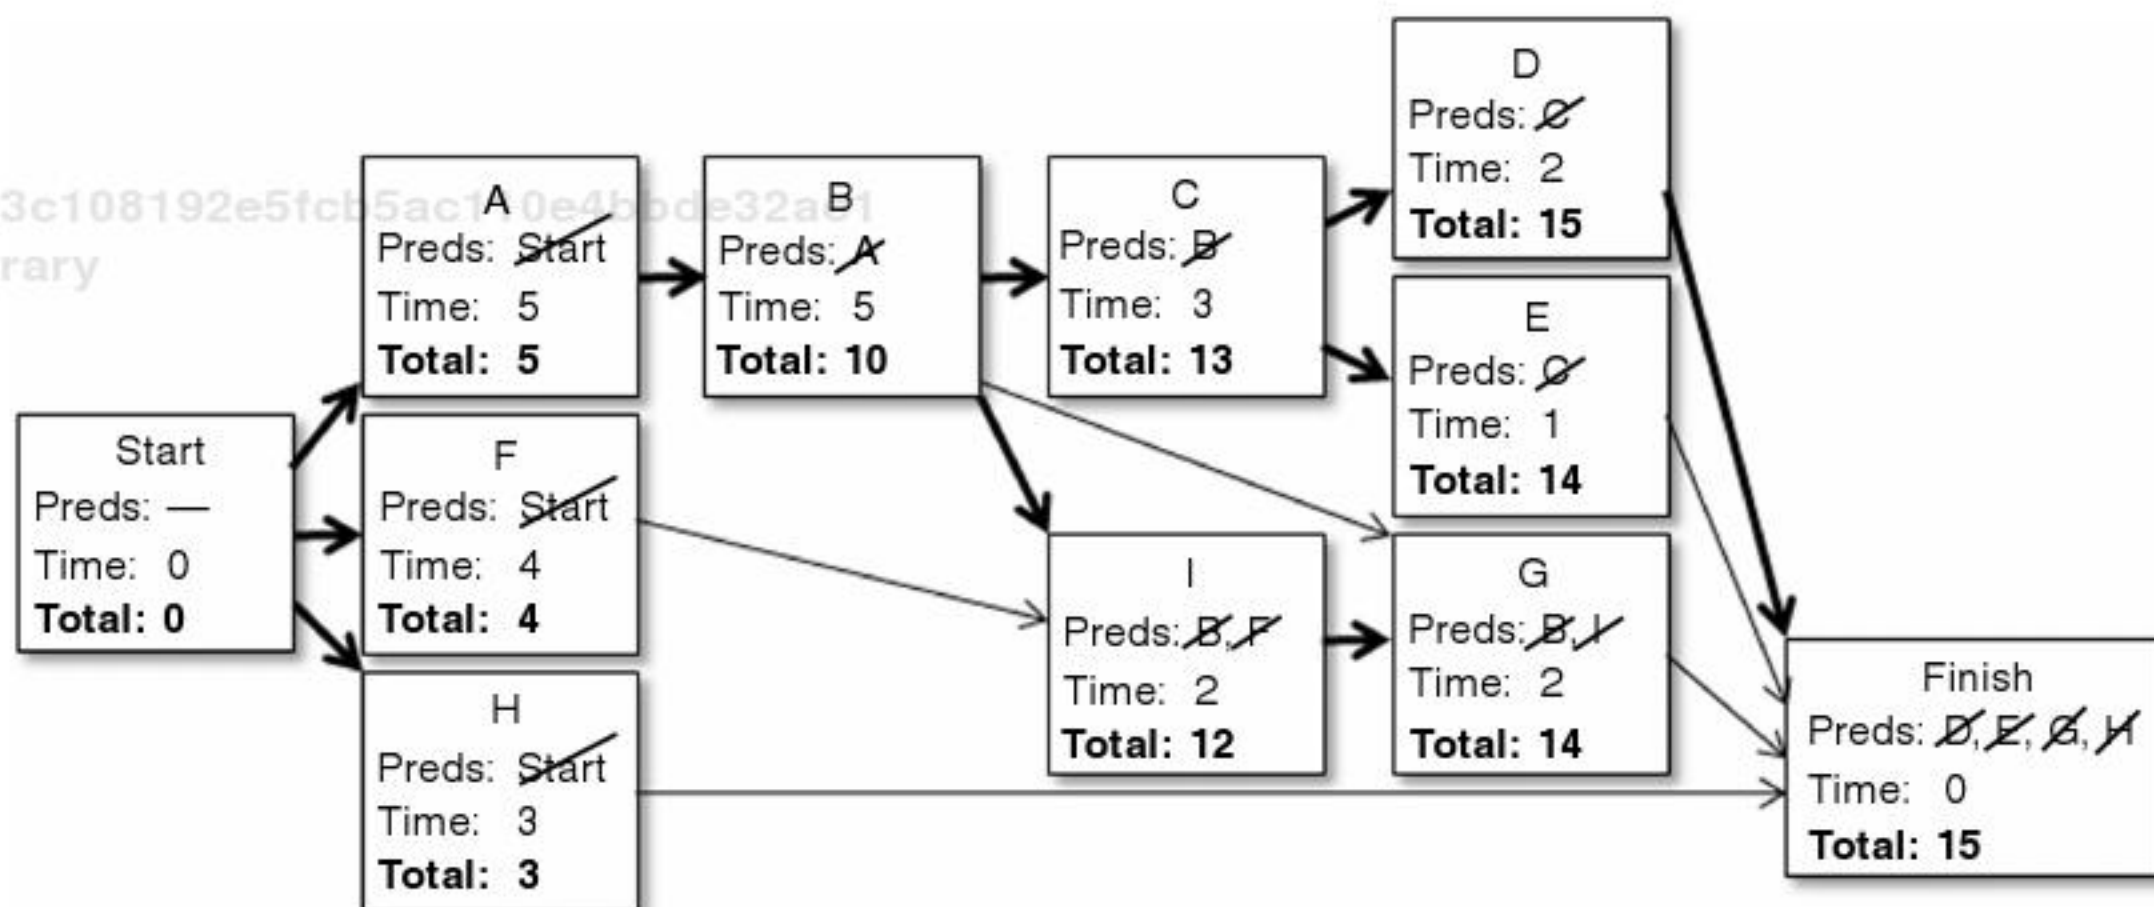 D
Preds: C
Time: 2
Total: 15
3c108192e5fcb5ac110e4bbde32a
rary
A
Preds: Start
Time: 5
Total: 5
B
Preds: A
Time: 5
Total: 10
C
Preds: B
Time: 3
Total: 13
E
Preds: C
Time: 1
Total: 14
Start
Preds: —
Time: 0
Total: 0
F
Preds: Start
Time: 4
Total: 4
I
Preds: B, F
Time: 2
Total: 12
G
Preds: B, I
Time: 2
Total: 14
H
Preds: Start
Time: 3
Total: 3
Finish
Preds: D, E, G, H
Time: 0
Total: 15